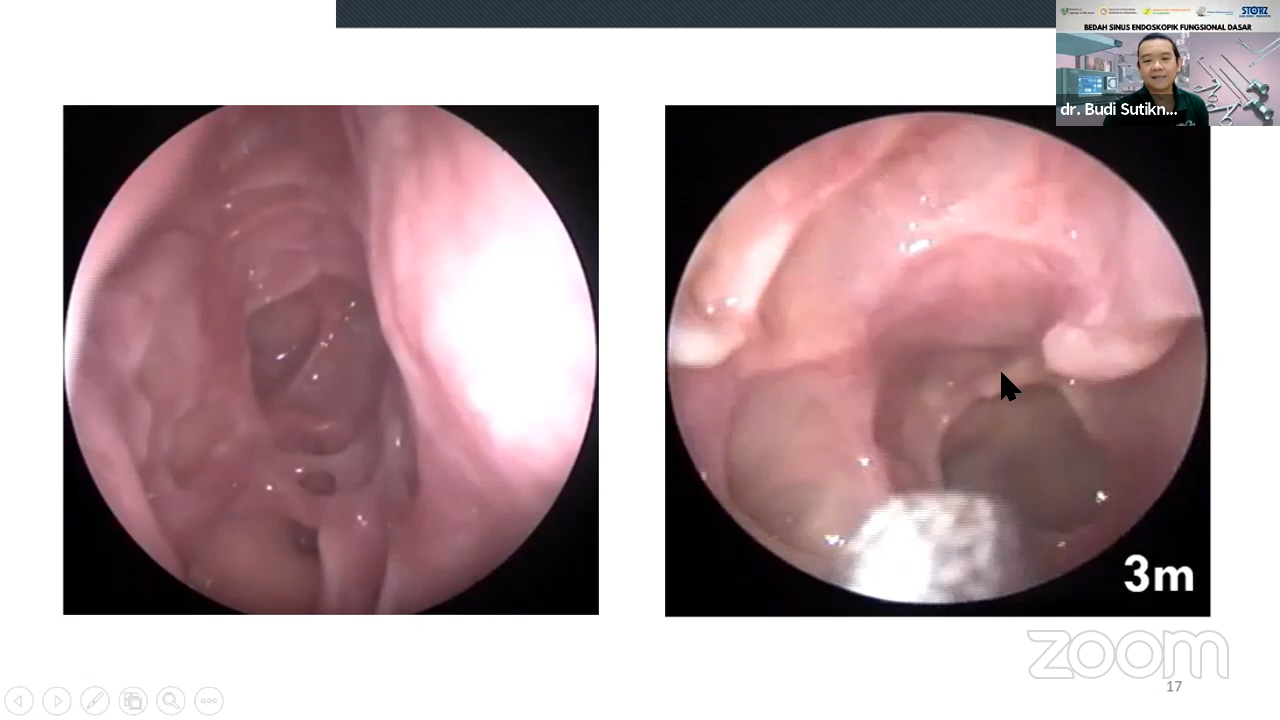 STORZ
BEDAH SINUS ENDOSKOPIK FUNGSIONAL DASAR
dr. Budi Sutikn...
3m
zoom
17